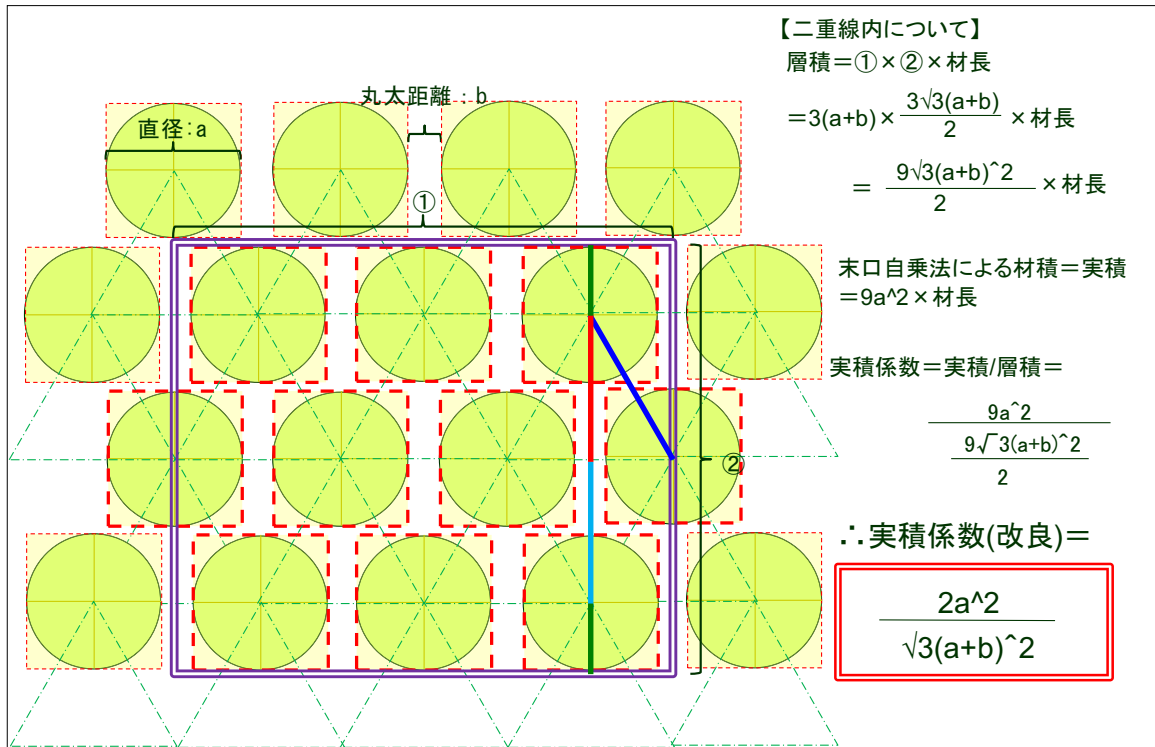 【二重線内について】
層積＝①×②×材長
＝3(a+b)×
3√3(a+b)
2
×材長
＝
9√3(a+b)^2
2
×材長
丸太距離：b
直径：a
①
②
末口自乗法による材積＝実積
＝9a^2×材長
実積係数＝実積/層積＝
9a^2
9√3(a+b)^2
2
∴実積係数(改良)＝
2a^2
√3(a+b)^2